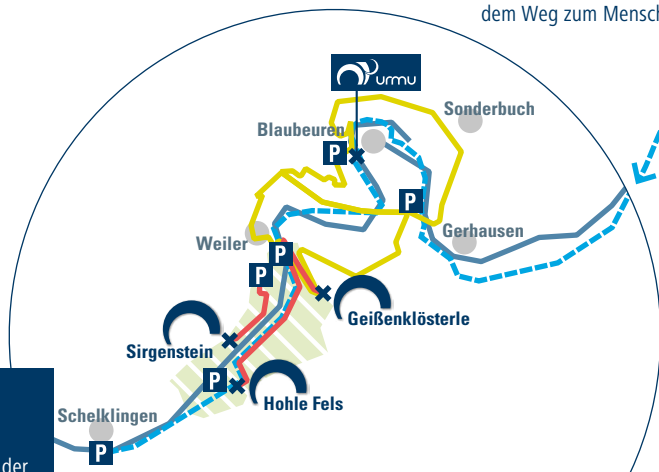 dem Weg zum Mensch
urmu
Sonderbuch
Blaubeuren
P
P
Gerhausen
Weiler
P
P
Geißenklösterle
Sirgenstein
P
Hohle Fels
Schelklingen
P
der